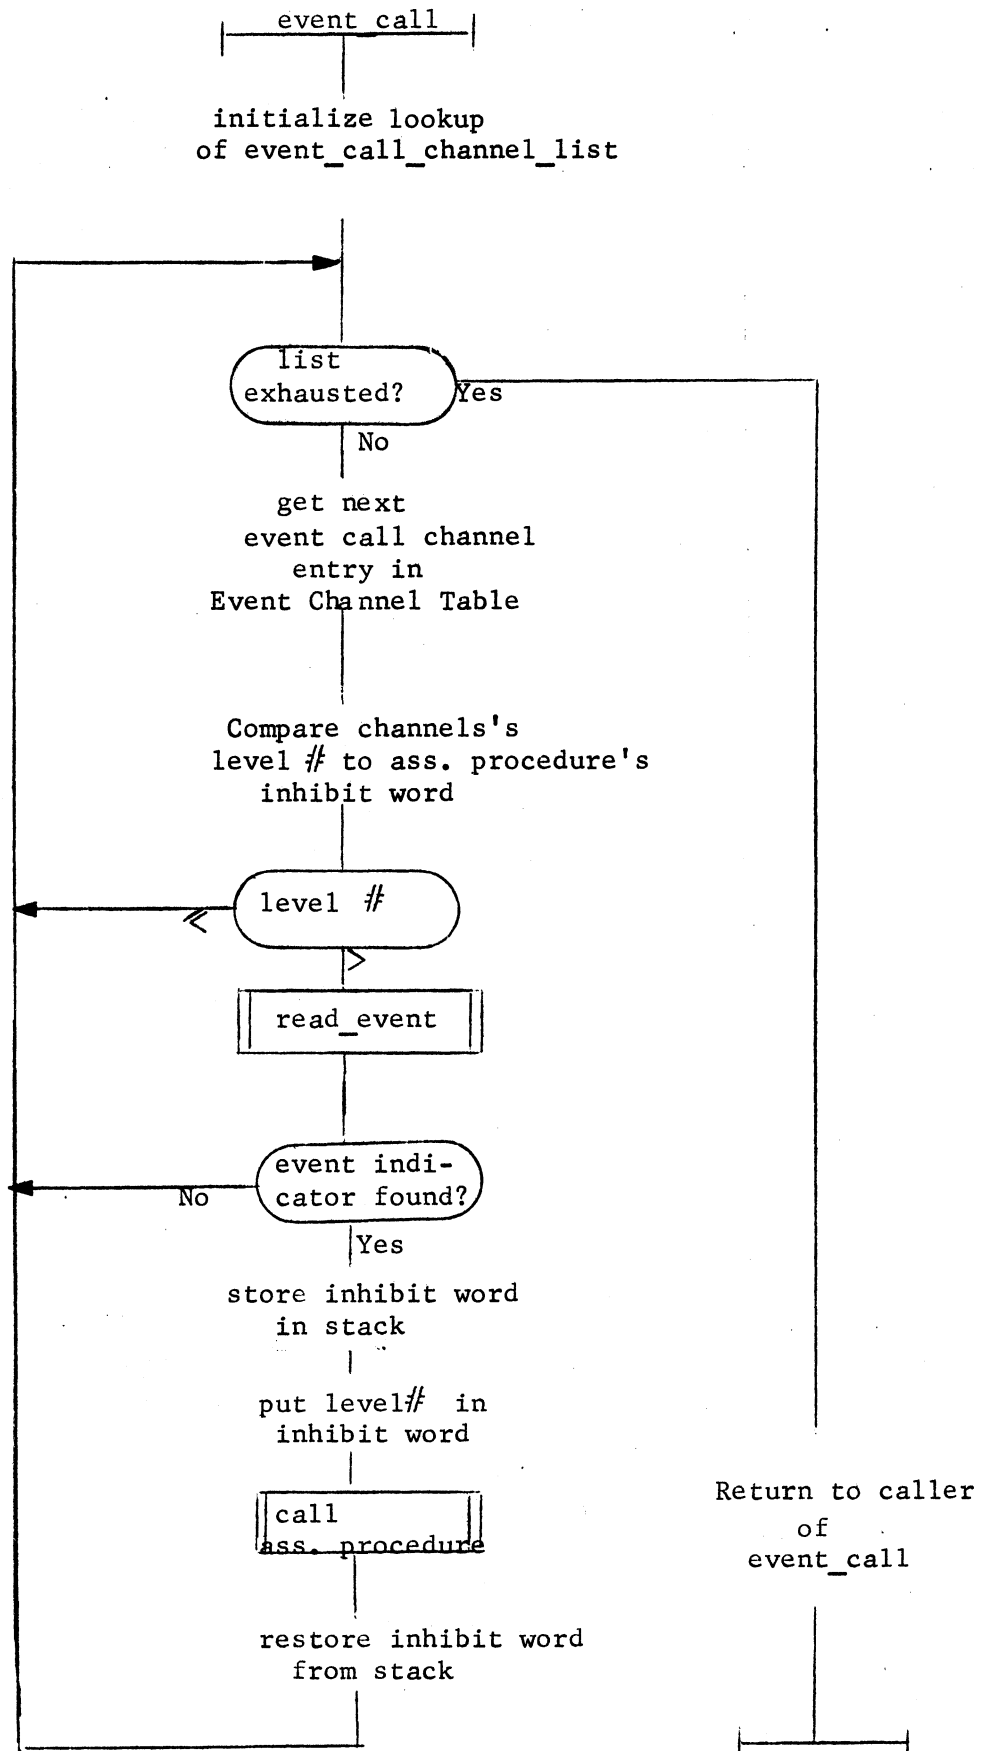 event call
initialize lookup
of event_call_channel_list
list
exhausted?
Yes
No
get next
event call channel
entry in
Event Channel Table
Compare channels's
level # to ass. procedure's
inhibit word
level #
≤
>
read_event
event indi-
cator found?
No
Yes
store inhibit word
in stack
put level# in
inhibit word
call
ass. procedure
Return to caller
of
event_call
restore inhibit word
from stack